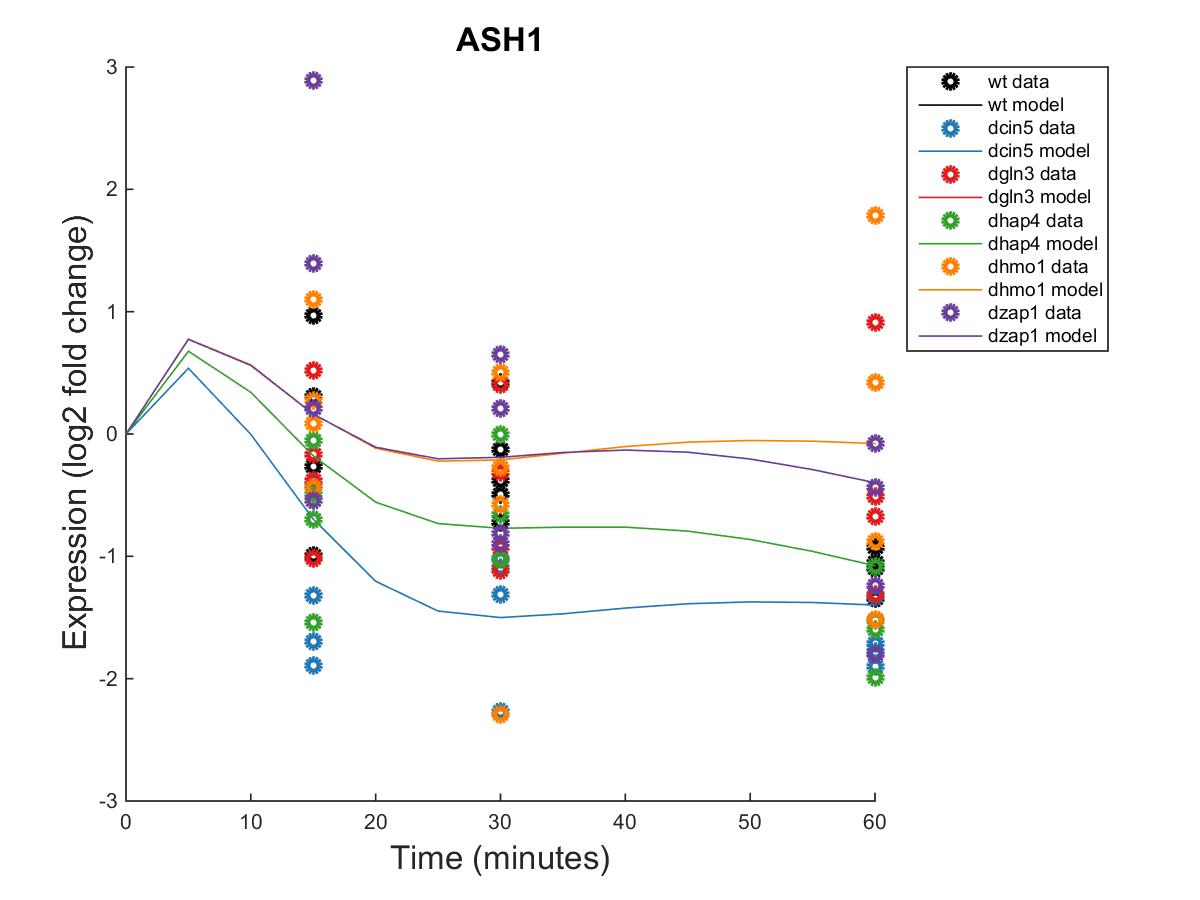 ASH1
Expression (log2 fold change)
3
2
1
0
-1
-2
-3
0 10 20 30 40 50 60
Time (minutes)
wt data
wt model
dcin5 data
dcin5 model
dgln3 data
dgln3 model
dhap4 data
dhap4 model
dhmo1 data
dhmo1 model
dzap1 data
dzap1 model